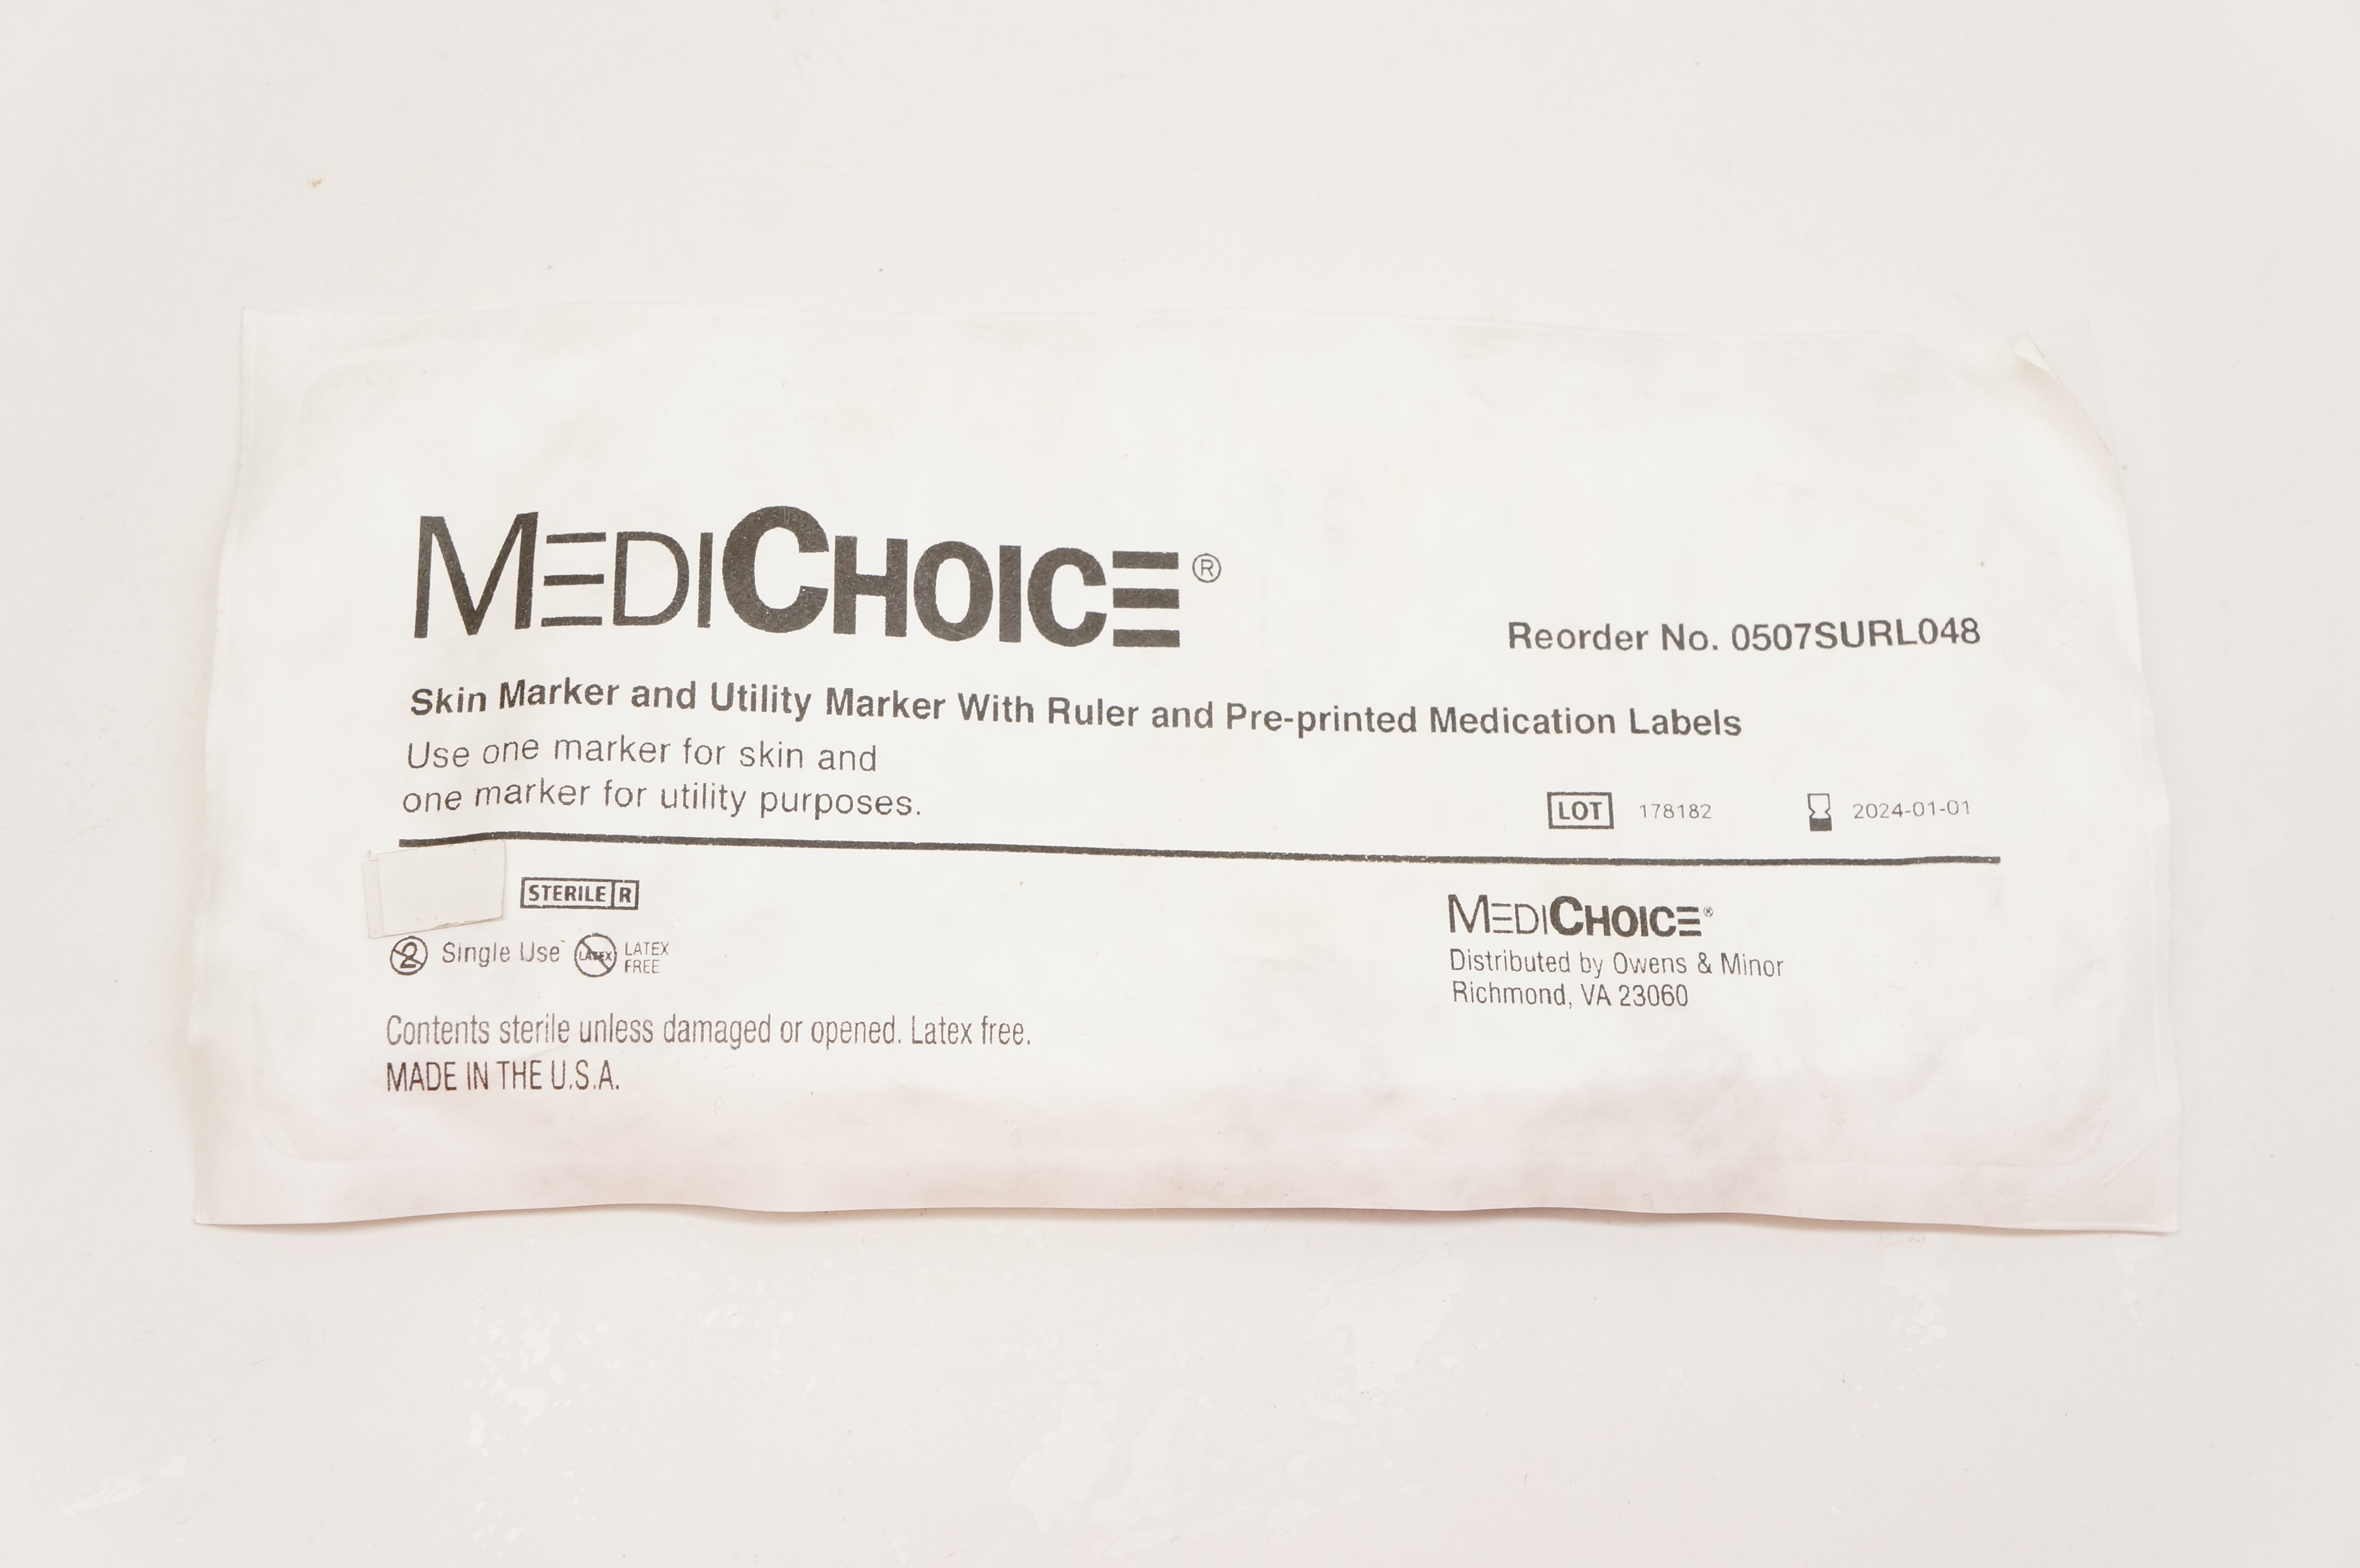 MEDICHOICE®
Reorder No. 0507SURL048
Skin Marker and Utility Marker With Ruler and Pre-printed Medication Labels
Use one marker for skin and
one marker for utility purposes.
LOT 178182 2024-01-01
STERILE R
2 Single Use LATEX LATEX
FREE
Contents sterile unless damaged or opened. Latex free.
MADE IN THE U.S.A.
MEDICHOICE®
Distributed by Owens & Minor
Richmond, VA 23060